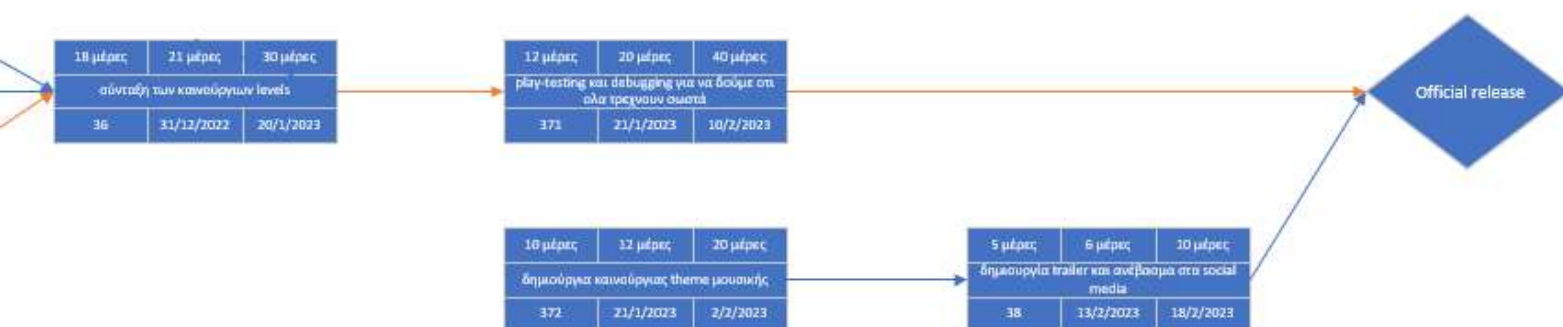 18 μέρες 21 μέρες 30 μέρες
σύνταξη των καινούργιων levels
36 31/12/2022 20/1/2023
12 μέρες 20 μέρες 40 μέρες
play-testing και debugging για να δούμε οτι
ολα τρεχνουν σωστά
371 21/1/2023 10/2/2023
Official release
10 μέρες 12 μέρες 20 μέρες
δημιούργια καινούργιας theme μουσικής
372 21/1/2023 2/2/2023
5 μέρες 6 μέρες 10 μέρες
δημιουργία trailer και ανέβασμα στα social
media
38 13/2/2023 18/2/2023